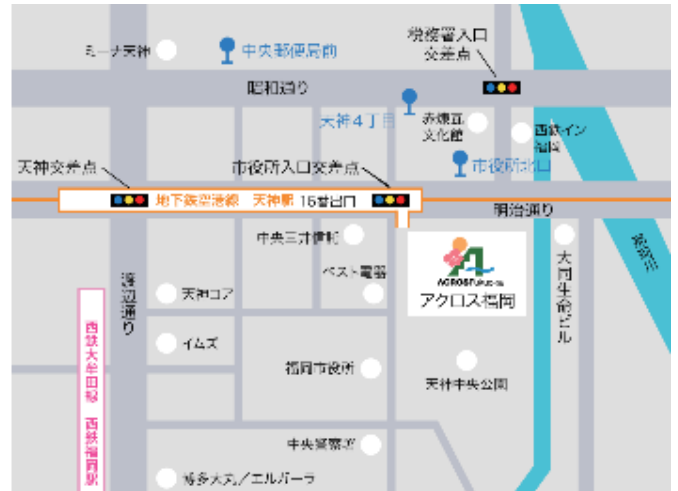 税務署入口
交差点
ミーナ天神
中央郵便局前
昭和通り
天神4丁目
赤煉瓦
文化館
西鉄イン
福岡
市役所北口
天神交差点
市役所入口交差点
地下鉄空港線 天神駅 16番出口
明治通り
中央三井信託
ベスト電器
ACROS Fukuoka
アクロス福岡
渡辺通り
天神コア
大同生命ビル
イムズ
福岡市役所
天神中央公園
西鉄大牟田線 西鉄福岡駅
中央警察署
博多大丸/エルガーラ